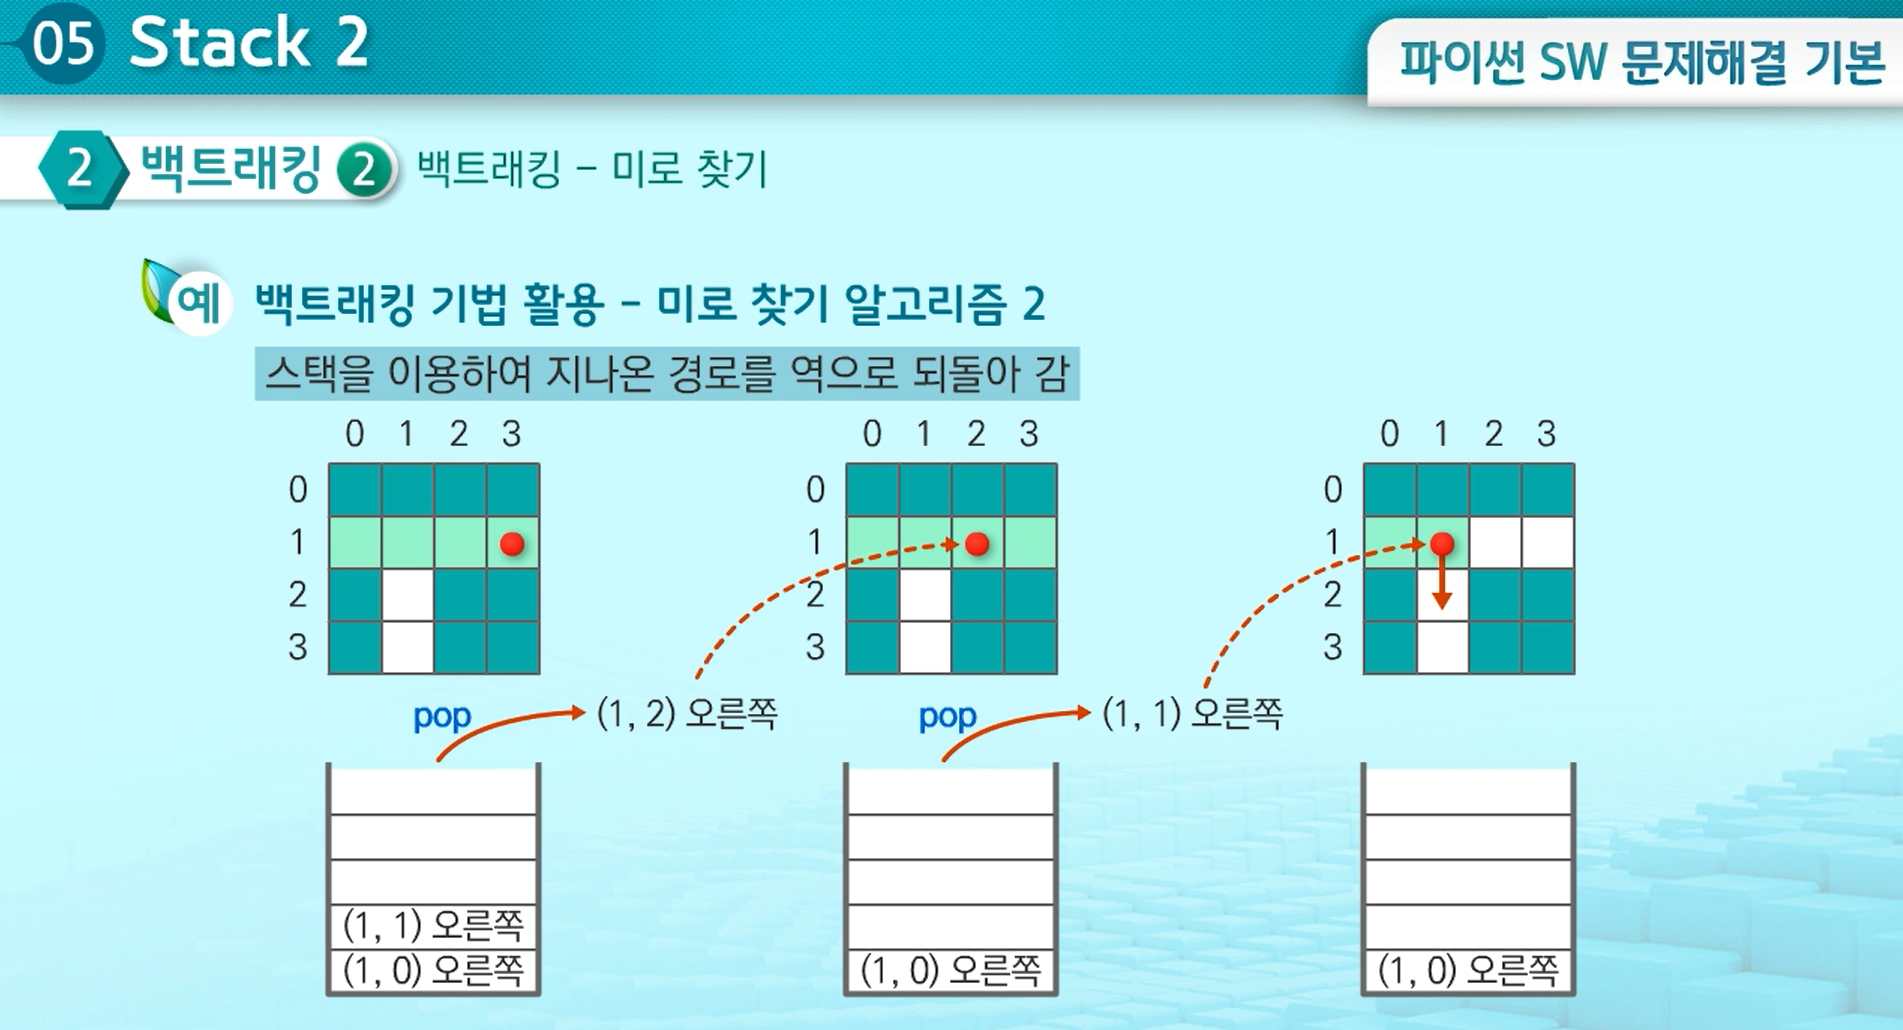 05 Stack 2
파이썬 SW 문제해결 기본
2 백트래킹 2 백트래킹 – 미로 찾기
예 백트래킹 기법 활용 – 미로 찾기 알고리즘 2
스택을 이용하여 지나온 경로를 역으로 되돌아 감
0 1 2 3
0
1
2
3
pop
(1, 2) 오른쪽
(1, 1) 오른쪽
(1, 0) 오른쪽
0 1 2 3
0
1
2
3
pop
(1, 1) 오른쪽
(1, 0) 오른쪽
0 1 2 3
0
1
2
3
(1, 0) 오른쪽